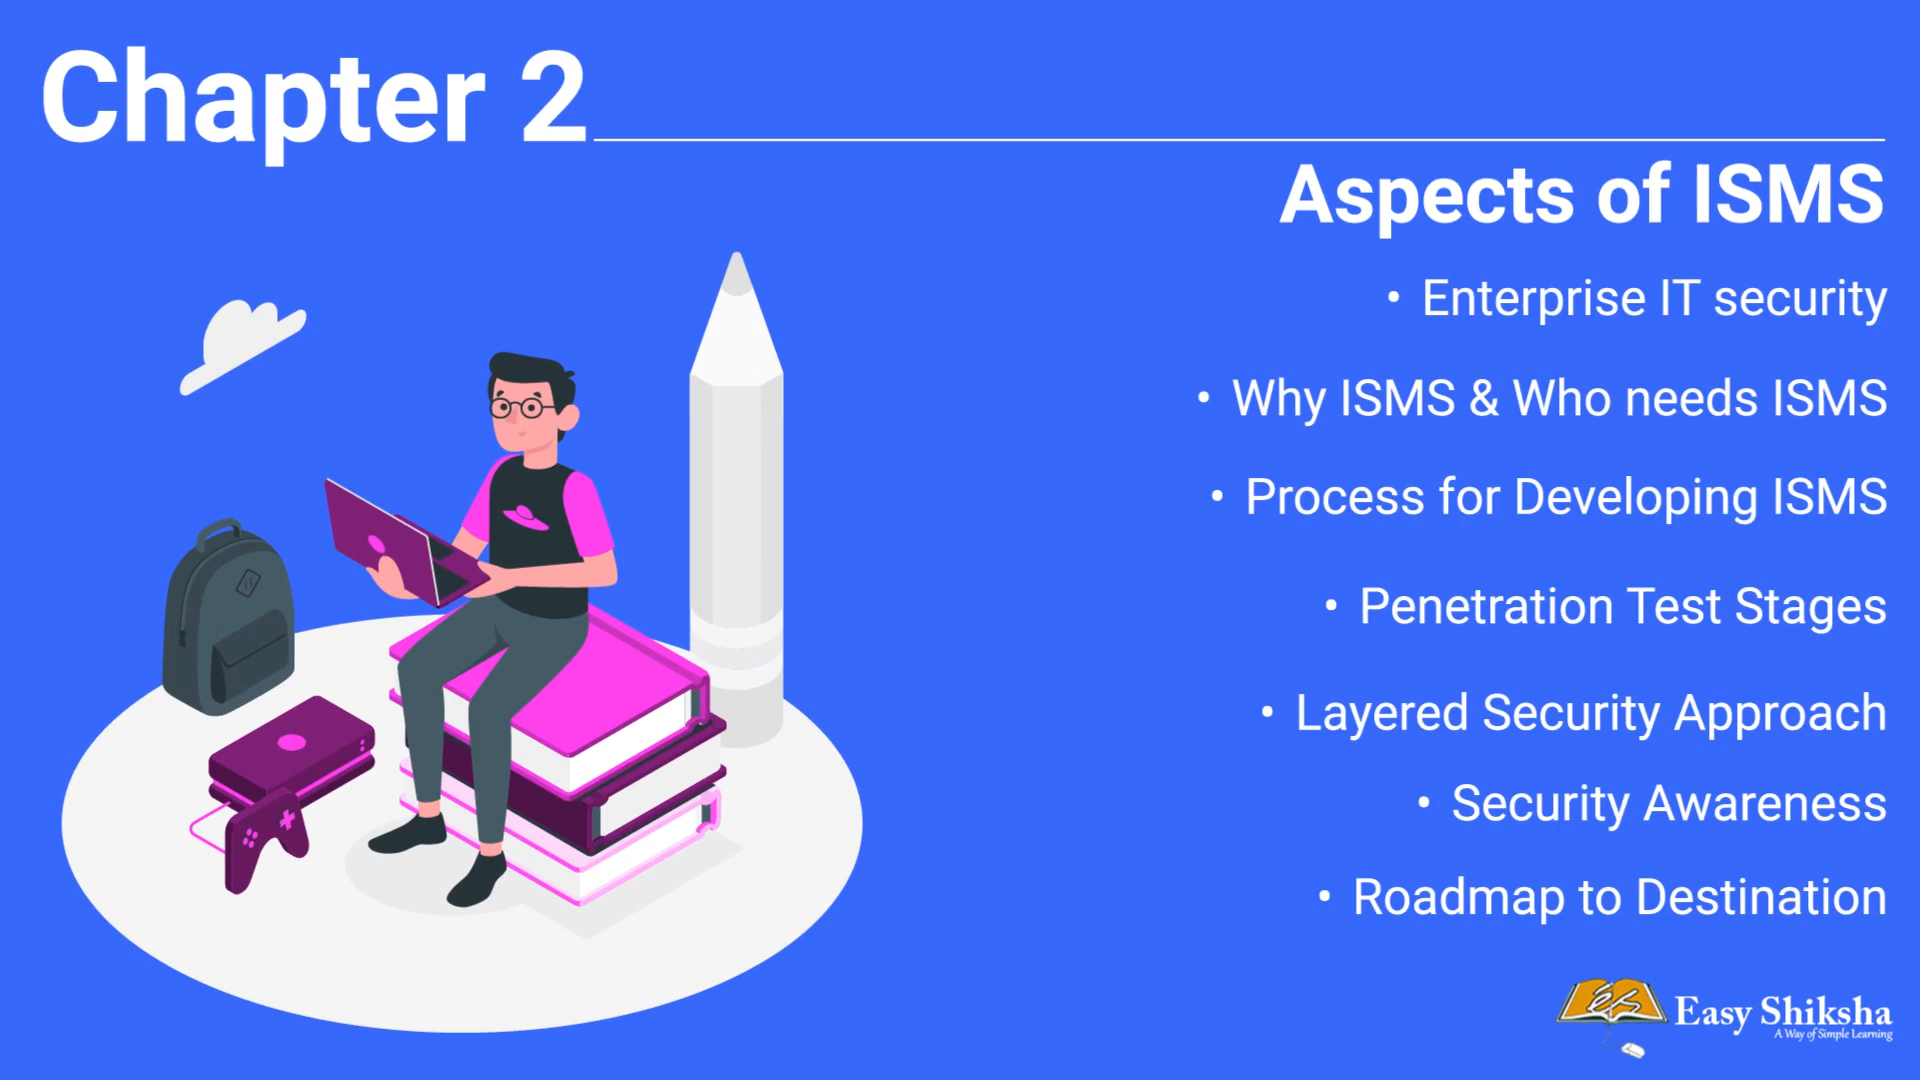 Chapter 2
Aspects of ISMS
• Enterprise IT security
• Why ISMS & Who needs ISMS
• Process for Developing ISMS
• Penetration Test Stages
• Layered Security Approach
• Security Awareness
• Roadmap to Destination
es
Easy Shiksha
A Way of Simple Learning